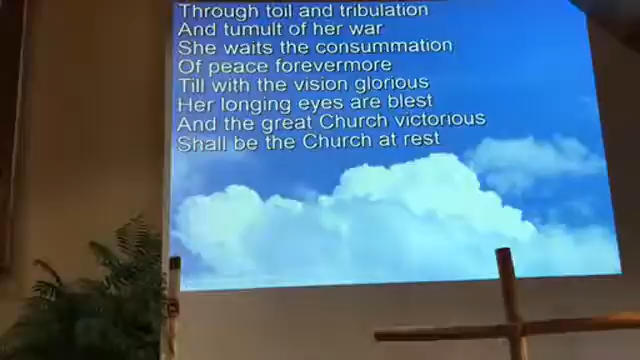 Through toil and tribulation
And tumult of her war
She waits the consummation
Of peace forevermore
Till with the vision glorious
Her longing eyes are blest
And the great Church victorious
Shall be the Church at rest